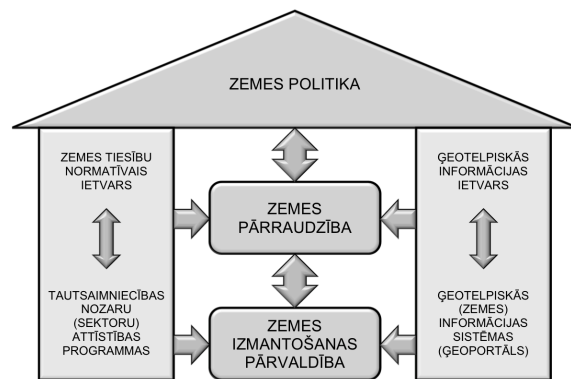 ZEMES POLITIKA
ZEMES TIESĪBU
NORMATĪVAIS
IETVARS
TAUTSAIMNIECĪBAS
NOZARU
(SEKTORU)
ATTĪSTĪBAS
PROGRAMMAS
ZEMES
PĀRRAUDZĪBA
ZEMES
IZMANTOŠANAS
PĀRVALDĪBA
ĢEOTELPISKĀS
INFORMĀCIJAS
IETVARS
ĢEOTELPISKĀS
(ZEMES)
INFORMĀCIJAS
SISTĒMAS
(ĢEOPORTĀLS)